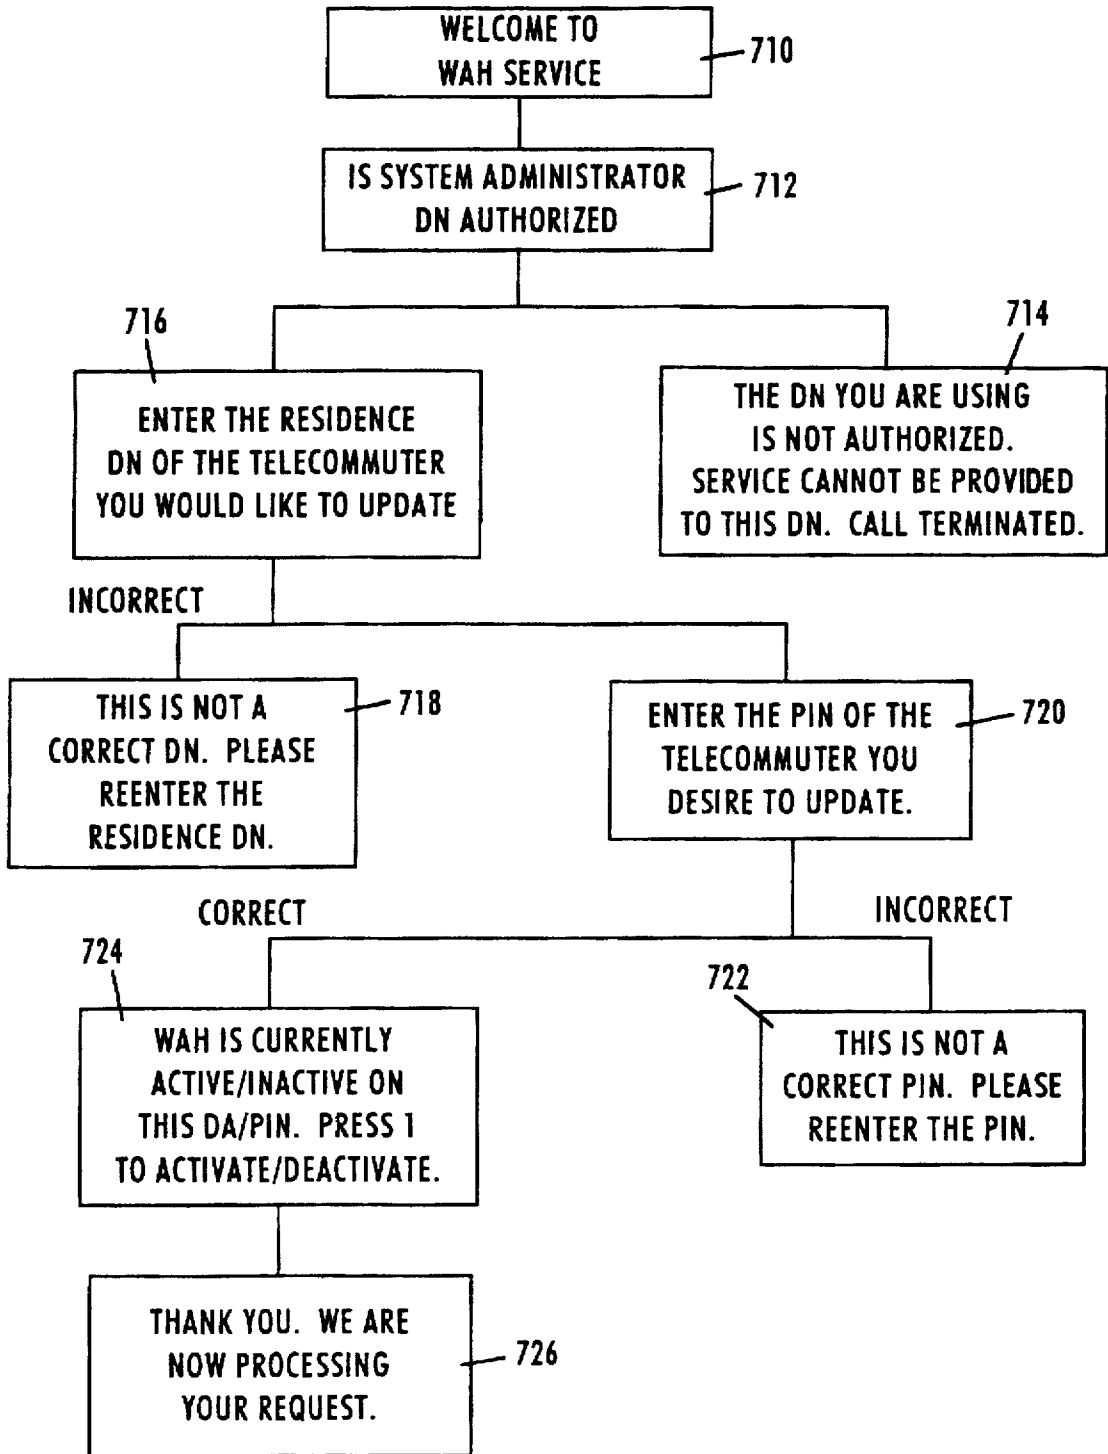 WELCOME TO
WAH SERVICE
710
IS SYSTEM ADMINISTRATOR
DN AUTHORIZED
712
716
ENTER THE RESIDENCE
DN OF THE TELECOMMUTER
YOU WOULD LIKE TO UPDATE
714
THE DN YOU ARE USING
IS NOT AUTHORIZED.
SERVICE CANNOT BE PROVIDED
TO THIS DN. CALL TERMINATED.
INCORRECT
THIS IS NOT A
CORRECT DN. PLEASE
REENTER THE
RESIDENCE DN.
718
ENTER THE PIN OF THE
TELECOMMUTER YOU
DESIRE TO UPDATE.
720
CORRECT
INCORRECT
724
WAH IS CURRENTLY
ACTIVE/INACTIVE ON
THIS DA/PIN. PRESS 1
TO ACTIVATE/DEACTIVATE.
722
THIS IS NOT A
CORRECT PIN. PLEASE
REENTER THE PIN.
THANK YOU. WE ARE
NOW PROCESSING
YOUR REQUEST.
726